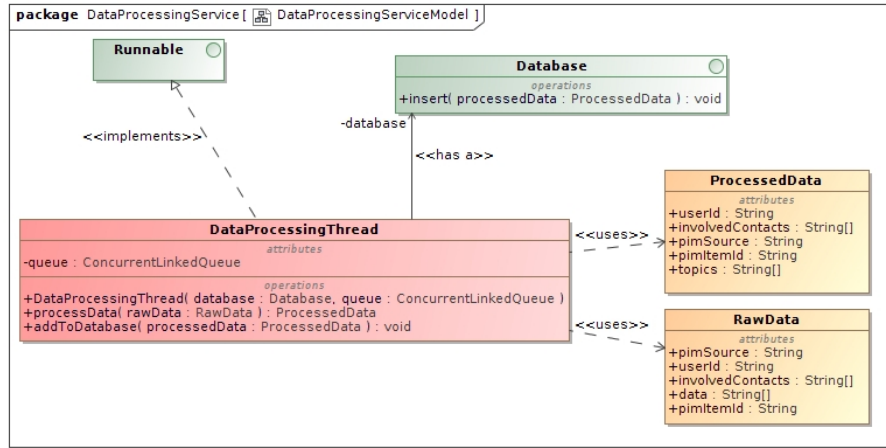 package DataProcessingService [ DataProcessingServiceModel ]
Runnable
Database
operations
+insert( processedData : ProcessedData ) : void
-database
<<implements>>
<<has a>>
ProcessedData
attributes
+userId : String
+involvedContacts : String[]
+pimSource : String
+pimItemId : String
+topics : String[]
DataProcessingThread
attributes
-queue : ConcurrentLinkedQueue
operations
+DataProcessingThread( database : Database, queue : ConcurrentLinkedQueue )
+processData( rawData : RawData ) : ProcessedData
+addToDatabase( processedData : ProcessedData ) : void
<<uses>>
<<uses>>
RawData
attributes
+pimSource : String
+userId : String
+involvedContacts : String[]
+data : String[]
+pimItemId : String